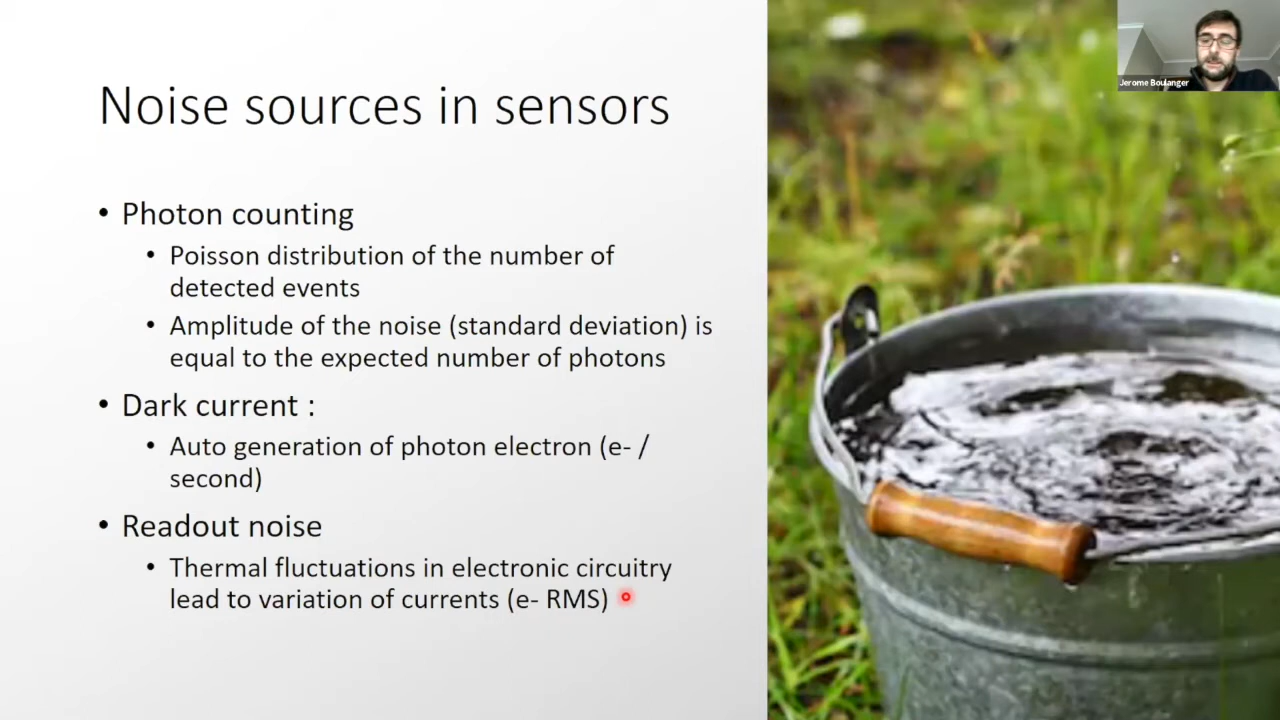 Jerome Boulanger
Noise sources in sensors
• Photon counting
• Poisson distribution of the number of
detected events
• Amplitude of the noise (standard deviation) is
equal to the expected number of photons
• Dark current :
• Auto generation of photon electron (e- /
second)
• Readout noise
• Thermal fluctuations in electronic circuitry
lead to variation of currents (e- RMS)